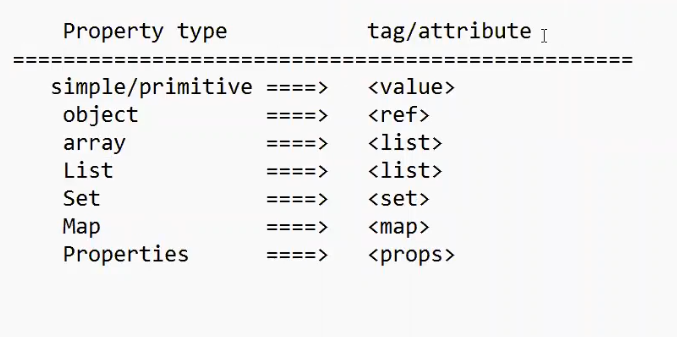 Property type tag/attribute
=================================================
simple/primitive ====> <value>
object ====> <ref>
array ====> <list>
List ====> <list>
Set ====> <set>
Map ====> <map>
Properties ====> <props>